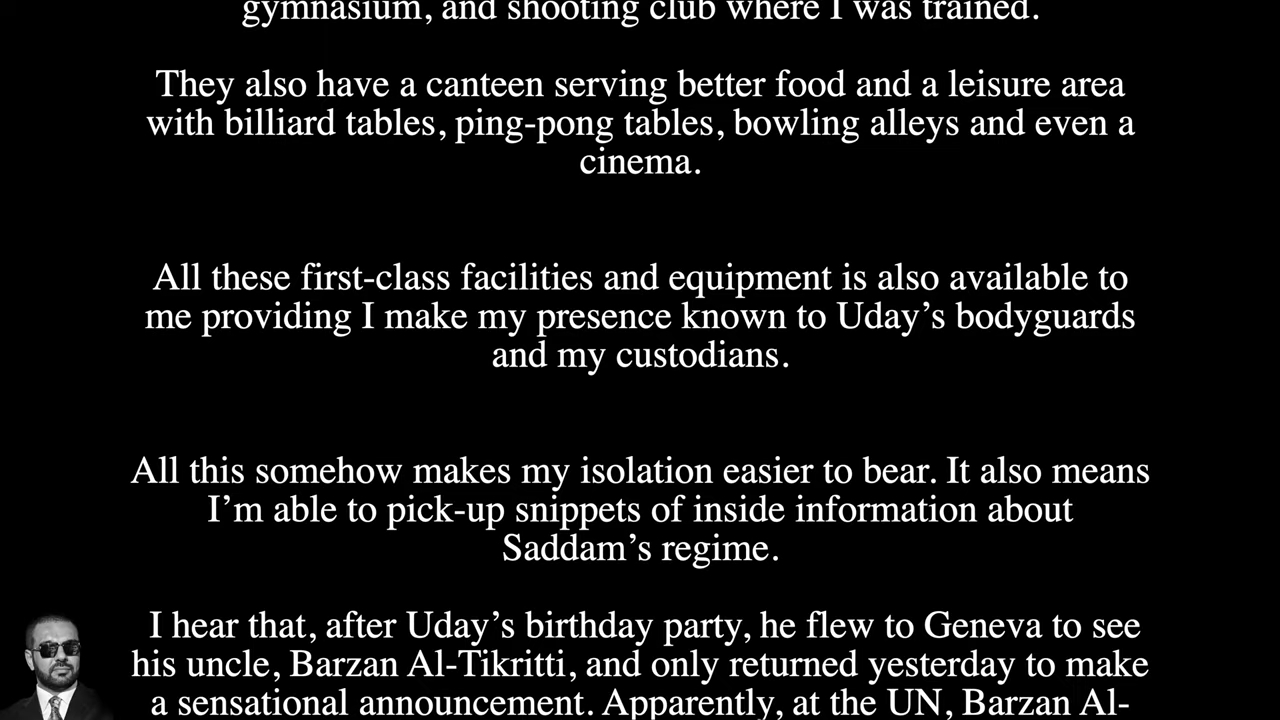 gymnasium, and shooting club where I was trained.
They also have a canteen serving better food and a leisure area
with billiard tables, ping-pong tables, bowling alleys and even a
cinema.
All these first-class facilities and equipment is also available to
me providing I make my presence known to Uday’s bodyguards
and my custodians.
All this somehow makes my isolation easier to bear. It also means
I’m able to pick-up snippets of inside information about
Saddam’s regime.
I hear that, after Uday’s birthday party, he flew to Geneva to see
his uncle, Barzan Al-Tikritti, and only returned yesterday to make
a sensational announcement. Apparently, at the UN, Barzan Al-